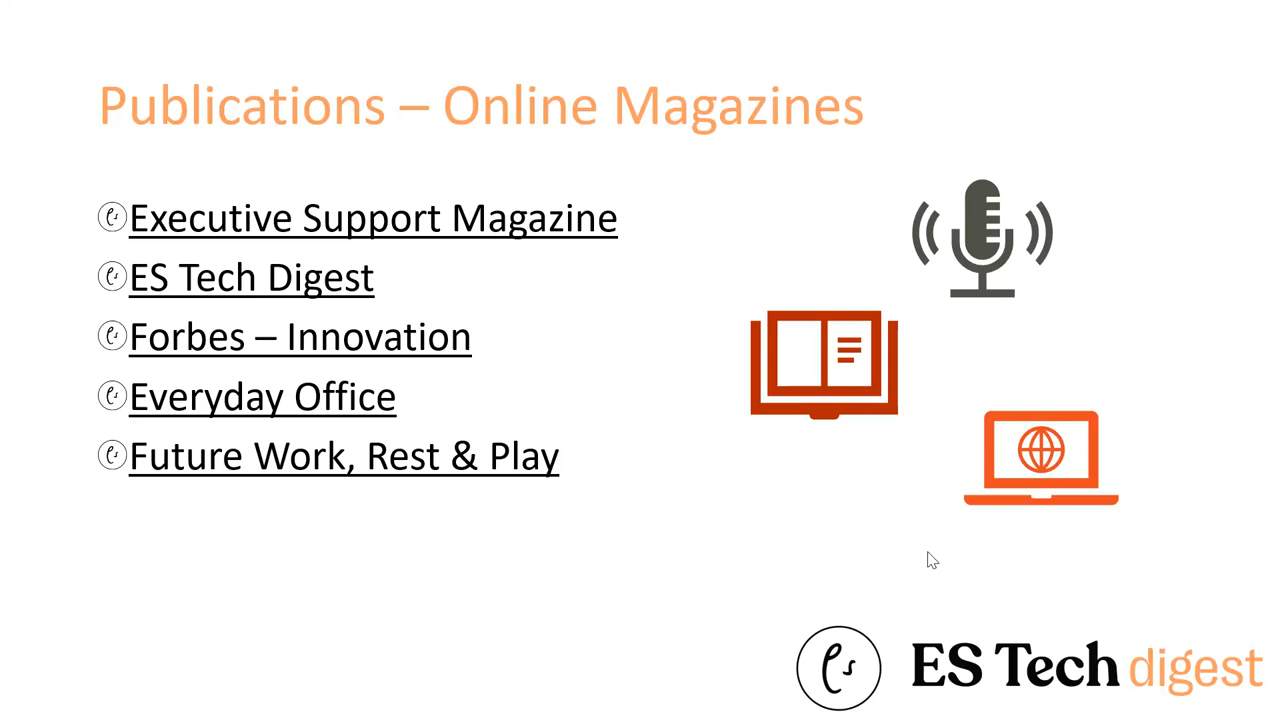 Publications – Online Magazines
Executive Support Magazine
ES Tech Digest
Forbes – Innovation
Everyday Office
Future Work, Rest & Play
es ES Tech digest